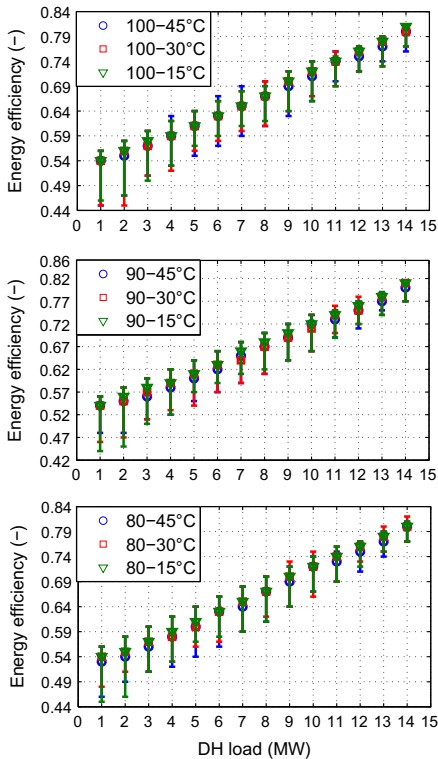 0.84
0.79
0.74
0.69
0.64
0.59
0.54
0.49
0.44
Energy efficiency (−)
100−45°C
100−30°C
100−15°C
0 1 2 3 4 5 6 7 8 9 10 11 12 13 14 15
0.86
0.82
0.77
0.72
0.67
0.62
0.57
0.52
0.47
0.42
Energy efficiency (−)
90−45°C
90−30°C
90−15°C
0 1 2 3 4 5 6 7 8 9 10 11 12 13 14 15
0.84
0.79
0.74
0.69
0.64
0.59
0.54
0.49
0.44
Energy efficiency (−)
80−45°C
80−30°C
80−15°C
0 1 2 3 4 5 6 7 8 9 10 11 12 13 14 15
DH load (MW)